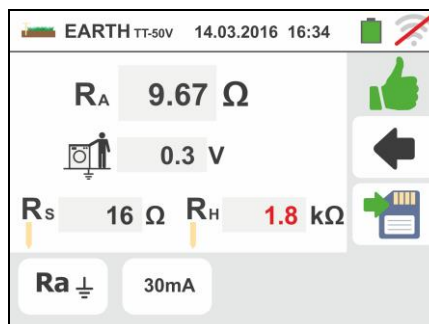 EARTH TT-50V 14.03.2016 16:34
RA 9.67 Ω
0.3 V
RS 16 Ω RH 1.8 kΩ
Ra 30mA